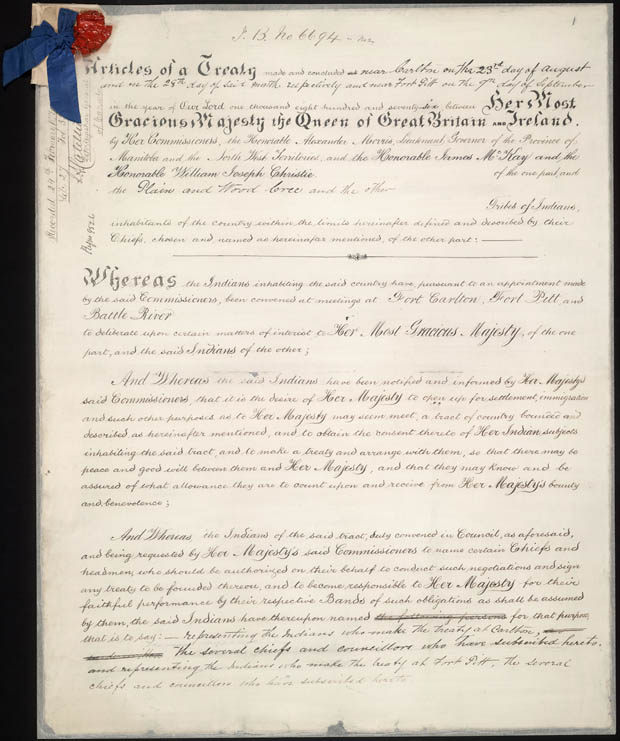 I. B. No 6694
1
Articles of a Treaty made and concluded near Carlton on the 23rd day of August
and on the 28th day of said month respectively and near Fort Pitt on the 9th day of September
in the year of Our Lord one thousand eight hundred and seventy-six between Her Most
Gracious Majesty the Queen of Great Britain and Ireland,
by Her Commissioners, the Honorable Alexander Morris, Lieutenant Governor of the Province of
Manitoba and the North West Territories, and the Honorable James McKay and the
Honorable William Joseph Christie of the one part, and
the Plain and Wood Cree and the other
Tribes of Indians,
inhabitants of the country within the limits hereinafter defined and described by their
Chiefs, chosen and named as hereinafter mentioned, of the other part: —
Whereas the Indians inhabiting the said country have, pursuant to an appointment made
by the said Commissioners, been convened at meetings at Fort Carlton, Fort Pitt, and
Battle River
to deliberate upon certain matters of interest to Her Most Gracious Majesty, of the one
part, and the said Indians of the other;
And Whereas the said Indians have been notified and informed by Her Majesty's
said Commissioners, that it is the desire of Her Majesty to open up for settlement, immigration
and such other purposes as to Her Majesty may seem meet, a tract of country bounded and
described as hereinafter mentioned, and to obtain the consent thereto of Her Indian subjects
inhabiting the said tract, and to make a treaty and arrange with them, so that there may be
peace and good will between them and Her Majesty, and that they may know and be
assured of what allowance they are to count upon and receive from Her Majesty's bounty
and benevolence;
And Whereas, the Indians of the said tract, duly convened in Council, as aforesaid,
and being requested by Her Majesty's said Commissioners to name certain Chiefs and
headmen, who should be authorized on their behalf to conduct such negotiations and sign
any treaty to be founded thereon, and to become responsible to Her Majesty for their
faithful performance by their respective Bands of such obligations as shall be assumed
by them, the said Indians have thereupon named the following persons for that purpose,
that is to say: — representing the Indians who make the treaty at Carlton,
The several chiefs and councillors who have subscribed hereto,
and representing the Indians who make the treaty at Fort Pitt, the several
chiefs and councillors who have subscribed hereto